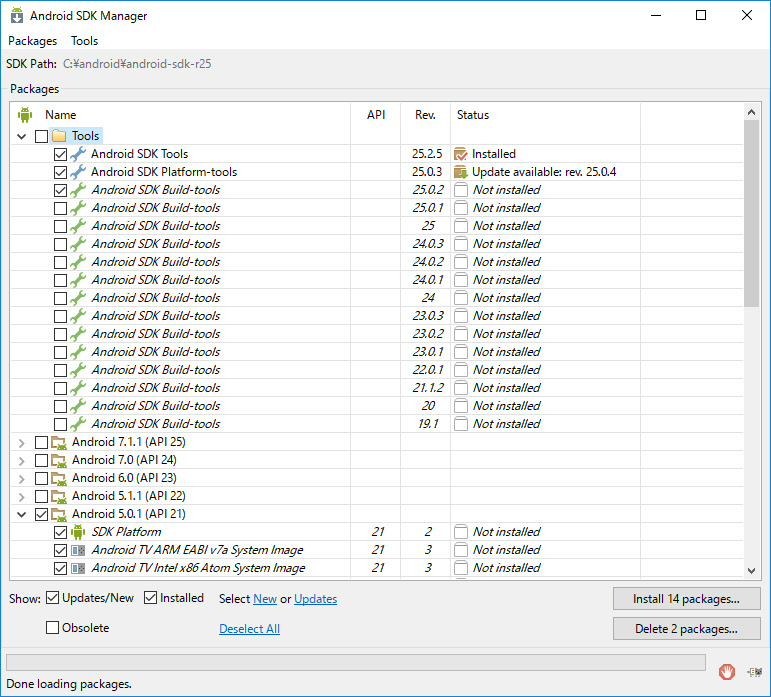 Android SDK Manager
Packages Tools
SDK Path: C:¥android¥android-sdk-r25
Packages
Name API Rev. Status
Tools
Android SDK Tools 25.2.5 Installed
Android SDK Platform-tools 25.0.3 Update available: rev. 25.0.4
Android SDK Build-tools 25.0.2 Not installed
Android SDK Build-tools 25.0.1 Not installed
Android SDK Build-tools 25 Not installed
Android SDK Build-tools 24.0.3 Not installed
Android SDK Build-tools 24.0.2 Not installed
Android SDK Build-tools 24.0.1 Not installed
Android SDK Build-tools 24 Not installed
Android SDK Build-tools 23.0.3 Not installed
Android SDK Build-tools 23.0.2 Not installed
Android SDK Build-tools 23.0.1 Not installed
Android SDK Build-tools 22.0.1 Not installed
Android SDK Build-tools 21.1.2 Not installed
Android SDK Build-tools 20 Not installed
Android SDK Build-tools 19.1 Not installed
Android 7.1.1 (API 25)
Android 7.0 (API 24)
Android 6.0 (API 23)
Android 5.1.1 (API 22)
Android 5.0.1 (API 21)
SDK Platform 21 2 Not installed
Android TV ARM EABI v7a System Image 21 3 Not installed
Android TV Intel x86 Atom System Image 21 3 Not installed
Show: Updates/New Installed Select New or Updates Install 14 packages...
Obsolete Deselect All Delete 2 packages...
Done loading packages.